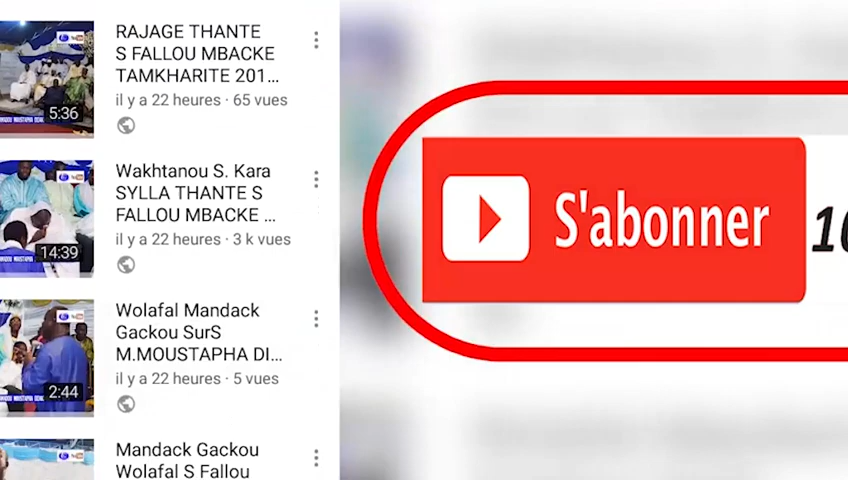 RAJAGE THANTE
S FALLOU MBACKE
TAMKHARITE 201...
il y a 22 heures · 65 vues
5:36
Wakhtanou S. Kara
SYLLA THANTE S
FALLOU MBACKE ...
il y a 22 heures · 3 k vues
14:39
Wolafal Mandack
Gackou SurS
M.MOUSTAPHA DI...
il y a 22 heures · 5 vues
2:44
Mandack Gackou
Wolafal S Fallou
S'abonner
10